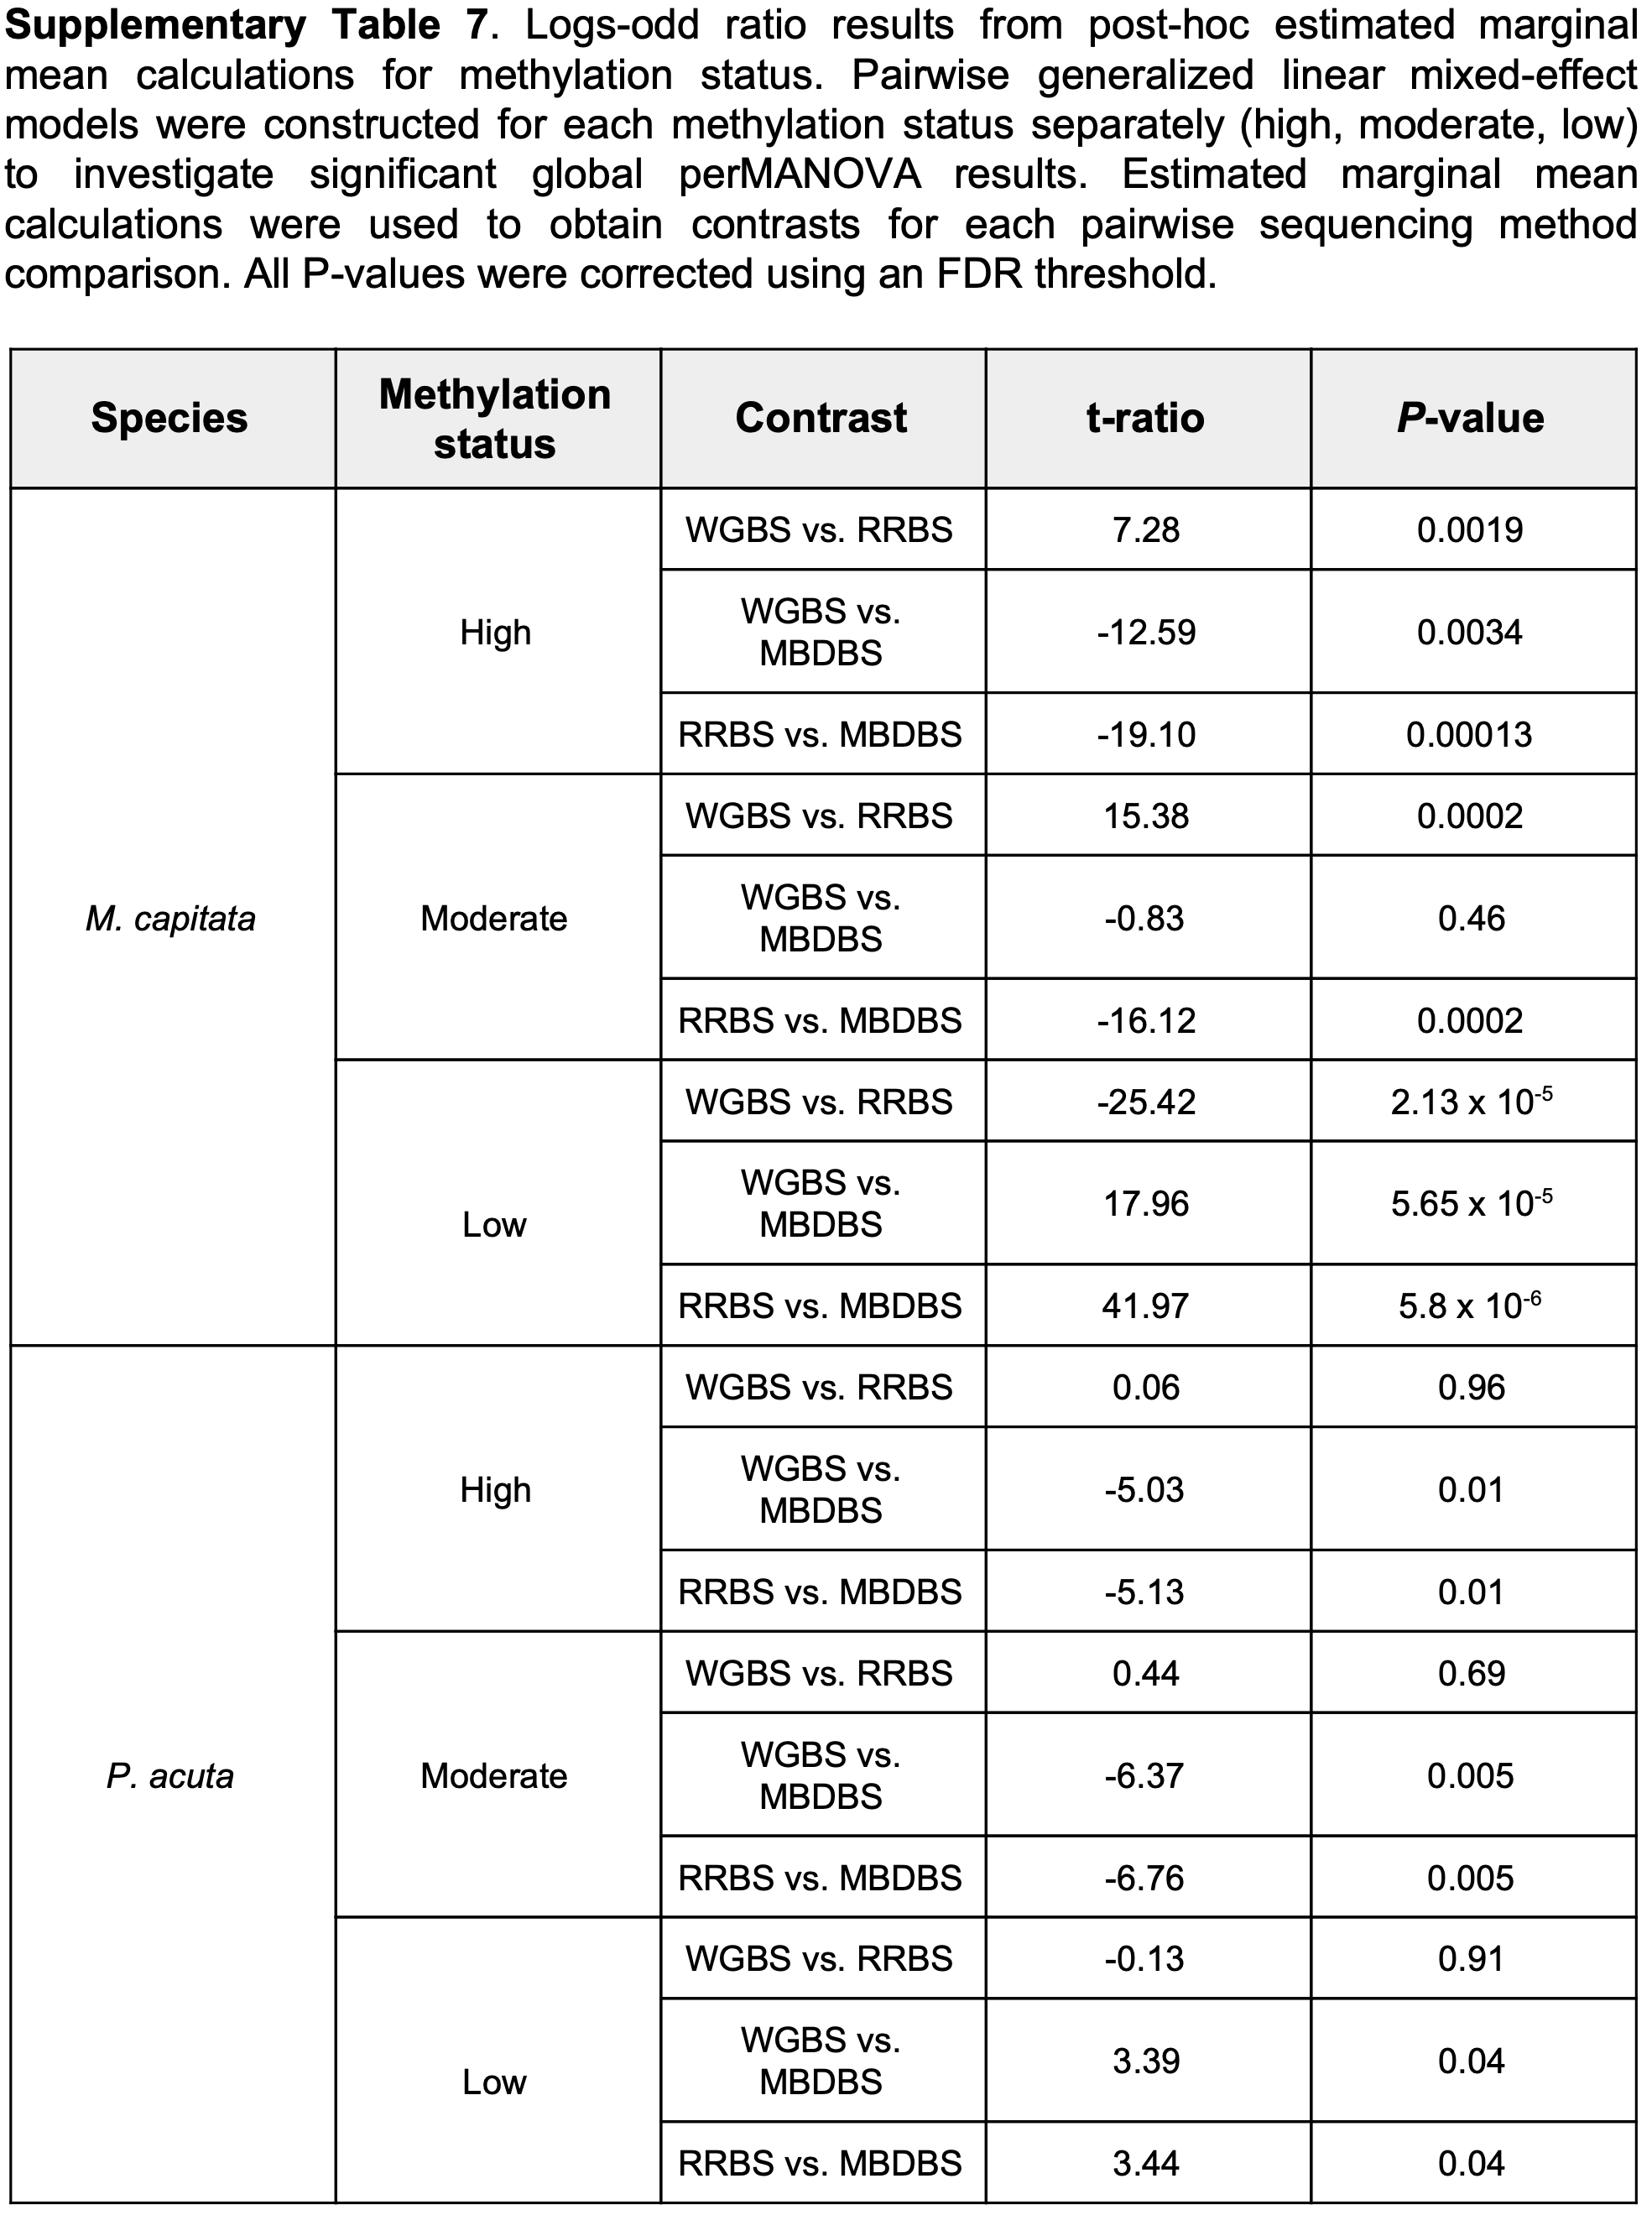 Supplementary Table 7. Logs-odd ratio results from post-hoc estimated marginal
mean calculations for methylation status. Pairwise generalized linear mixed-effect
models were constructed for each methylation status separately (high, moderate, low)
to investigate significant global perMANOVA results. Estimated marginal mean
calculations were used to obtain contrasts for each pairwise sequencing method
comparison. All P-values were corrected using an FDR threshold.
Species
Methylation
status
Contrast
t-ratio
P-value
M. capitata
High
WGBS vs. RRBS
7.28
0.0019
WGBS vs.
MBDBS
-12.59
0.0034
RRBS vs. MBDBS
-19.10
0.00013
Moderate
WGBS vs. RRBS
15.38
0.0002
WGBS vs.
MBDBS
-0.83
0.46
RRBS vs. MBDBS
-16.12
0.0002
Low
WGBS vs. RRBS
-25.42
2.13 x 10⁻⁵
WGBS vs.
MBDBS
17.96
5.65 x 10⁻⁵
RRBS vs. MBDBS
41.97
5.8 x 10⁻⁶
P. acuta
High
WGBS vs. RRBS
0.06
0.96
WGBS vs.
MBDBS
-5.03
0.01
RRBS vs. MBDBS
-5.13
0.01
Moderate
WGBS vs. RRBS
0.44
0.69
WGBS vs.
MBDBS
-6.37
0.005
RRBS vs. MBDBS
-6.76
0.005
Low
WGBS vs. RRBS
-0.13
0.91
WGBS vs.
MBDBS
3.39
0.04
RRBS vs. MBDBS
3.44
0.04